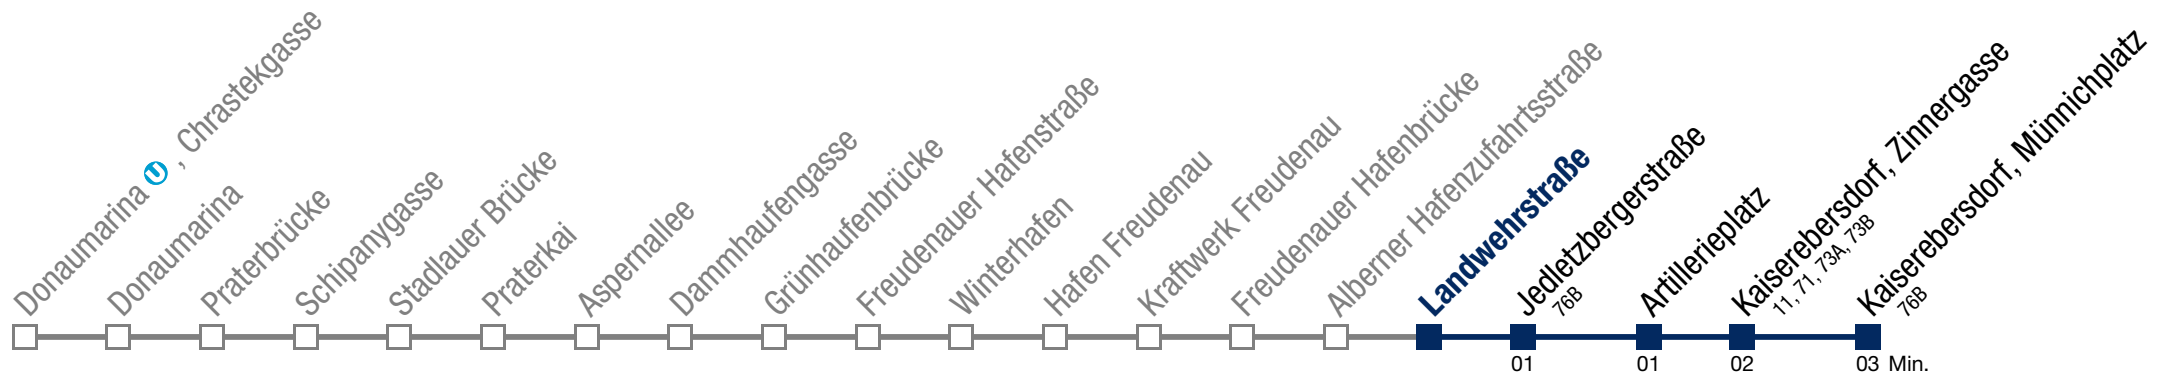 Donaumarina U, Chrastekgasse
Donaumarina
Praterbrücke
Schipanygasse
Stadlauer Brücke
Praterkai
Aspernallee
Dammhaufengasse
Grünhaufenbrücke
Freudenauer Hafenstraße
Winterhafen
Hafen Freudenau
Kraftwerk Freudenau
Freudenauer Hafenbrücke
Alberner Hafenzufahrtsstraße
Landwehrstraße
Jedletzbergerstraße
76B
Artillerieplatz
Kaiserebersdorf, Zinnergasse
11, 71, 73A, 73B
Kaiserebersdorf, Münnichplatz
76B
01 01 02 03 Min.